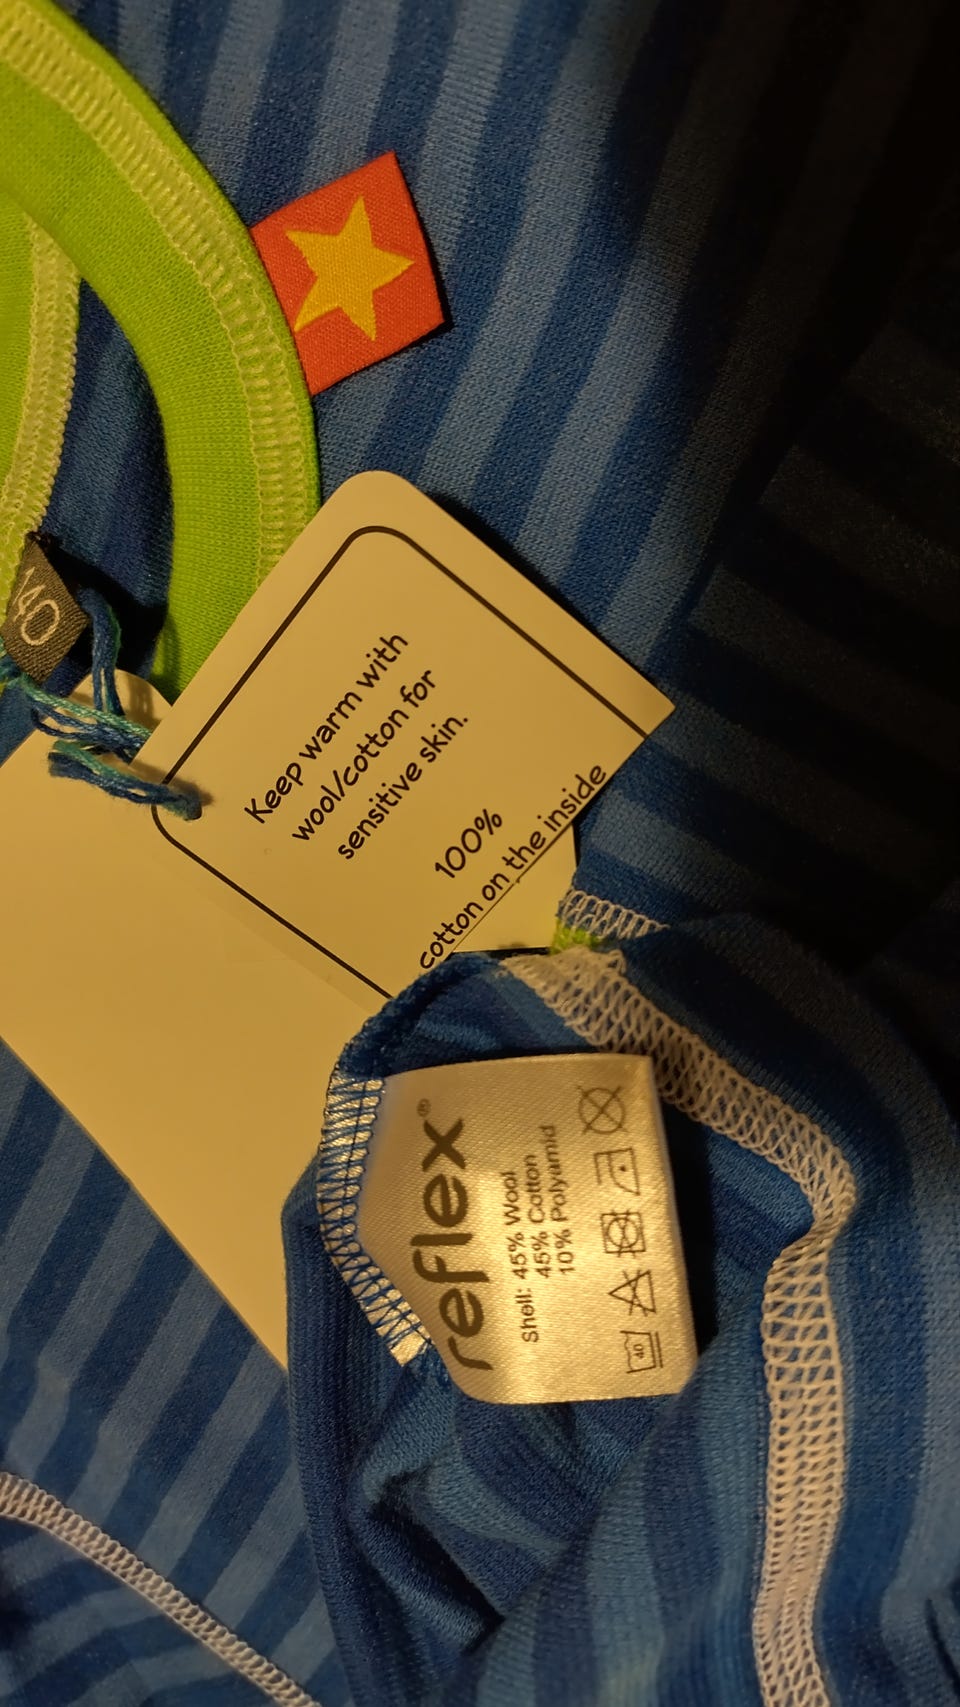 140
Keep warm with
wool/cotton for
sensitive skin.
100%
cotton on the inside
reflex®
Shell: 45% Wool
45% Cotton
10% Polyamid
40